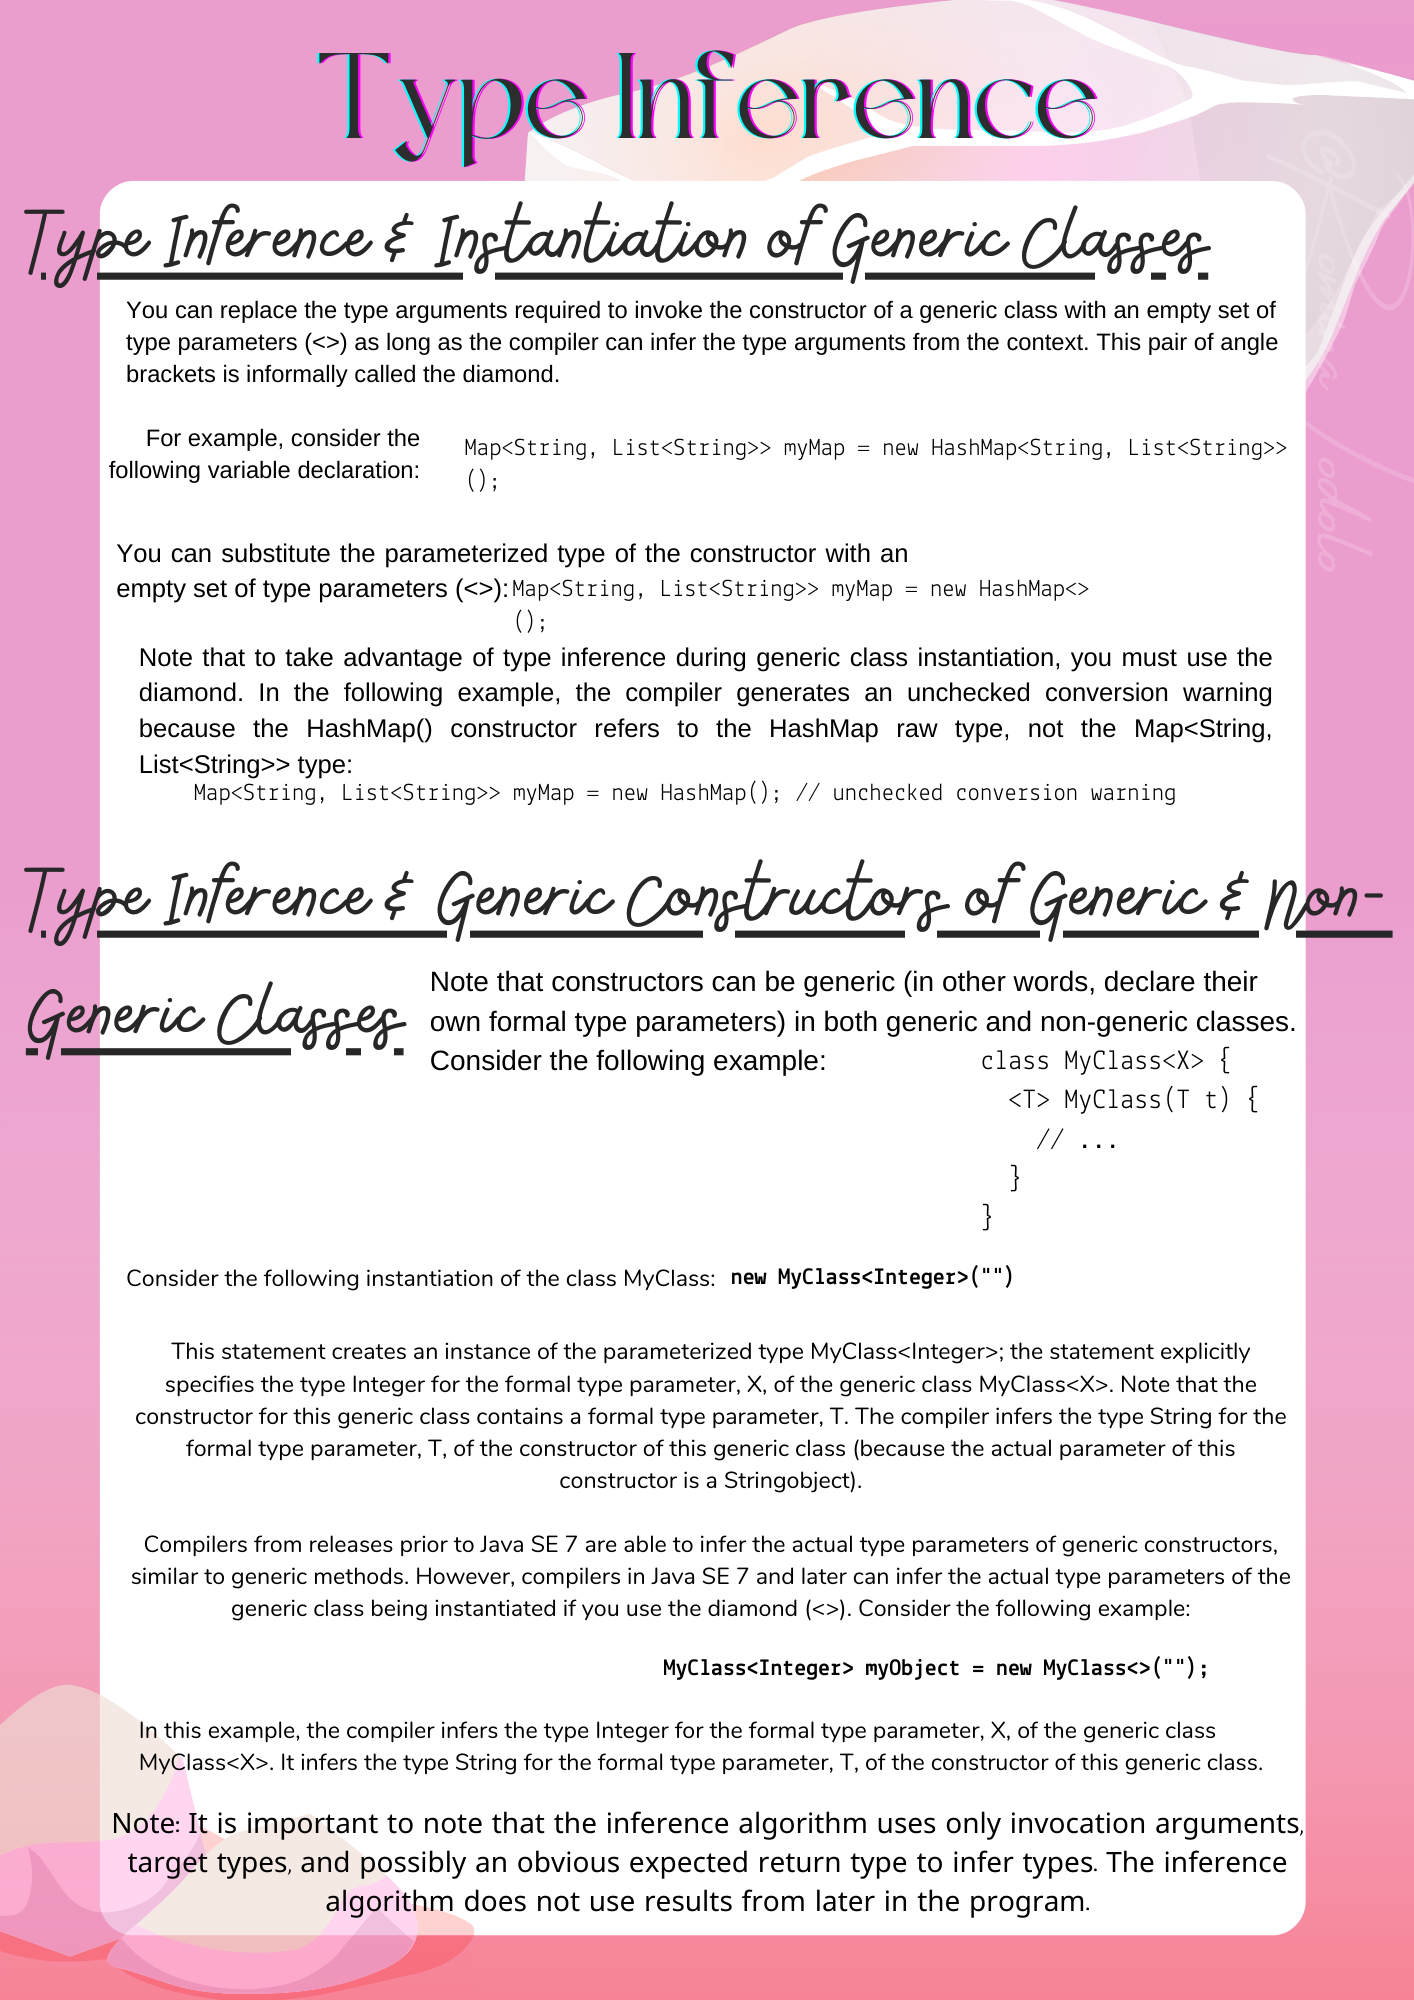 Type Inference
Type Inference & Instantiation of Generic Classes
You can replace the type arguments required to invoke the constructor of a generic class with an empty set of
type parameters (<>) as long as the compiler can infer the type arguments from the context. This pair of angle
brackets is informally called the diamond.
For example, consider the
following variable declaration:
Map<String, List<String>> myMap = new HashMap<String, List<String>>
();
You can substitute the parameterized type of the constructor with an
empty set of type parameters (<>):
Map<String, List<String>> myMap = new HashMap<>
();
Note that to take advantage of type inference during generic class instantiation, you must use the
diamond. In the following example, the compiler generates an unchecked conversion warning
because the HashMap() constructor refers to the HashMap raw type, not the Map<String,
List<String>> type:
Map<String, List<String>> myMap = new HashMap(); // unchecked conversion warning
Type Inference & Generic Constructors of Generic & Non-
Generic Classes
Note that constructors can be generic (in other words, declare their
own formal type parameters) in both generic and non-generic classes.
Consider the following example:
class MyClass<X> {
<T> MyClass(T t) {
// ...
}
}
Consider the following instantiation of the class MyClass: new MyClass<Integer>("")
This statement creates an instance of the parameterized type MyClass<Integer>; the statement explicitly
specifies the type Integer for the formal type parameter, X, of the generic class MyClass<X>. Note that the
constructor for this generic class contains a formal type parameter, T. The compiler infers the type String for the
formal type parameter, T, of the constructor of this generic class (because the actual parameter of this
constructor is a Stringobject).
Compilers from releases prior to Java SE 7 are able to infer the actual type parameters of generic constructors,
similar to generic methods. However, compilers in Java SE 7 and later can infer the actual type parameters of the
generic class being instantiated if you use the diamond (<>). Consider the following example:
MyClass<Integer> myObject = new MyClass<>("");
In this example, the compiler infers the type Integer for the formal type parameter, X, of the generic class
MyClass<X>. It infers the type String for the formal type parameter, T, of the constructor of this generic class.
Note: It is important to note that the inference algorithm uses only invocation arguments,
target types, and possibly an obvious expected return type to infer types. The inference
algorithm does not use results from later in the program.